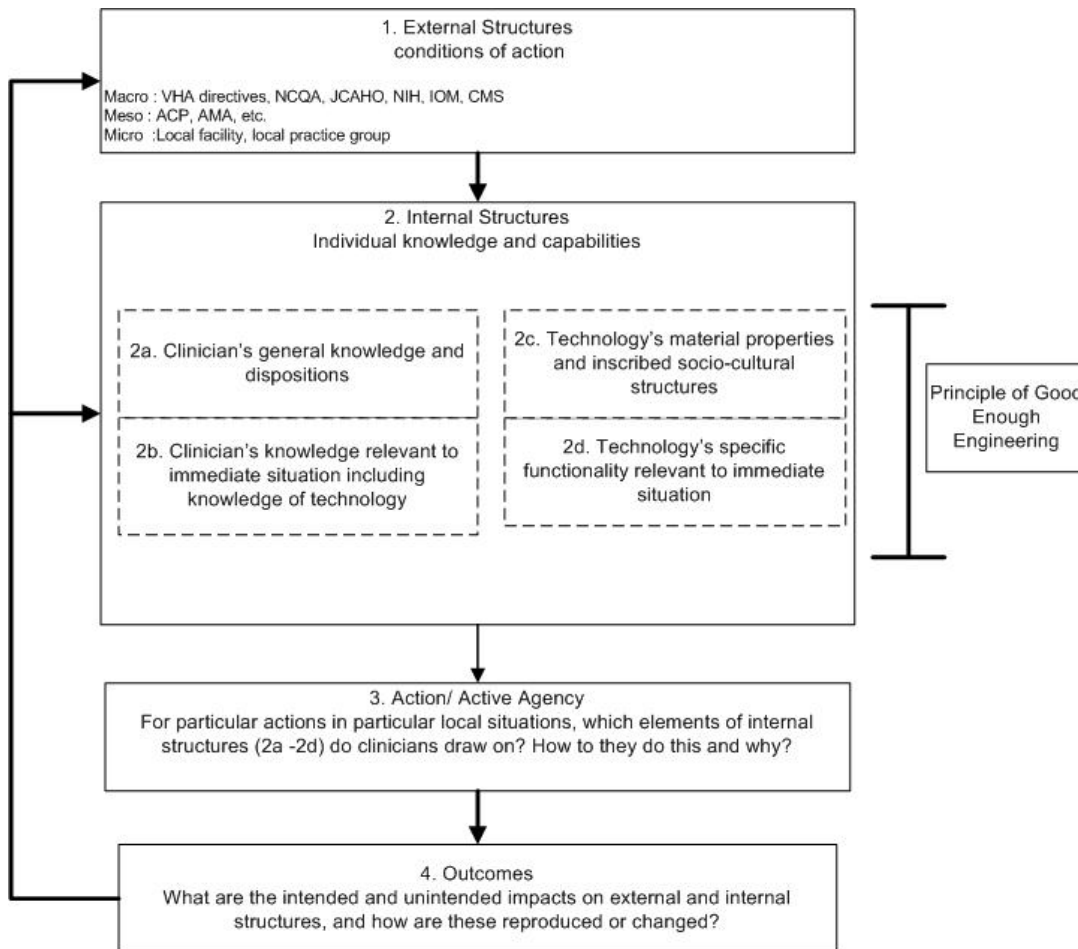 1. External Structures
conditions of action
Macro : VHA directives, NCQA, JCAHO, NIH, IOM, CMS
Meso : ACP, AMA, etc.
Micro :Local facility, local practice group
2. Internal Structures
Individual knowledge and capabilities
2a. Clinician's general knowledge and
dispositions
2b. Clinician's knowledge relevant to
immediate situation including
knowledge of technology
2c. Technology's material properties
and inscribed socio-cultural
structures
2d. Technology's specific
functionality relevant to immediate
situation
Principle of Good
Enough
Engineering
3. Action/ Active Agency
For particular actions in particular local situations, which elements of internal
structures (2a -2d) do clinicians draw on? How to they do this and why?
4. Outcomes
What are the intended and unintended impacts on external and internal
structures, and how are these reproduced or changed?